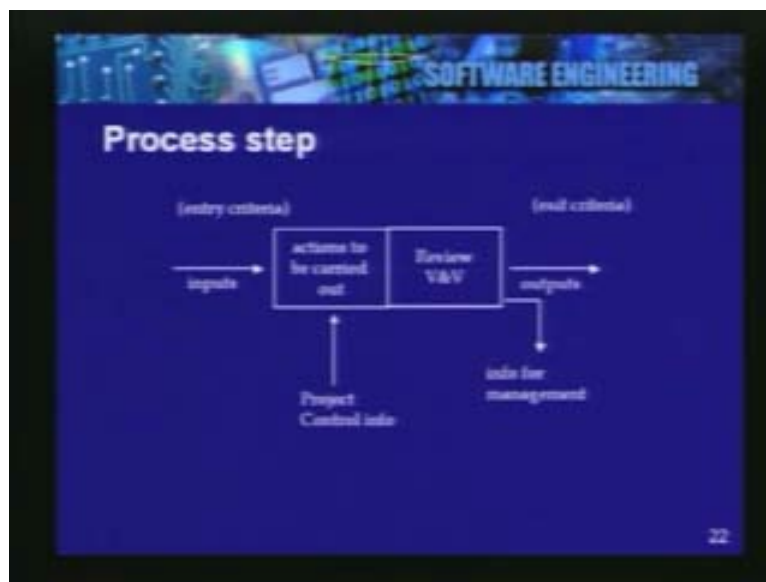 SOFTWARE ENGINEERING
Process step
(entry criteria)
(exit criteria)
actions to
be carried
out
Review
V&V
inputs
outputs
Project
Control info
info for
management
22